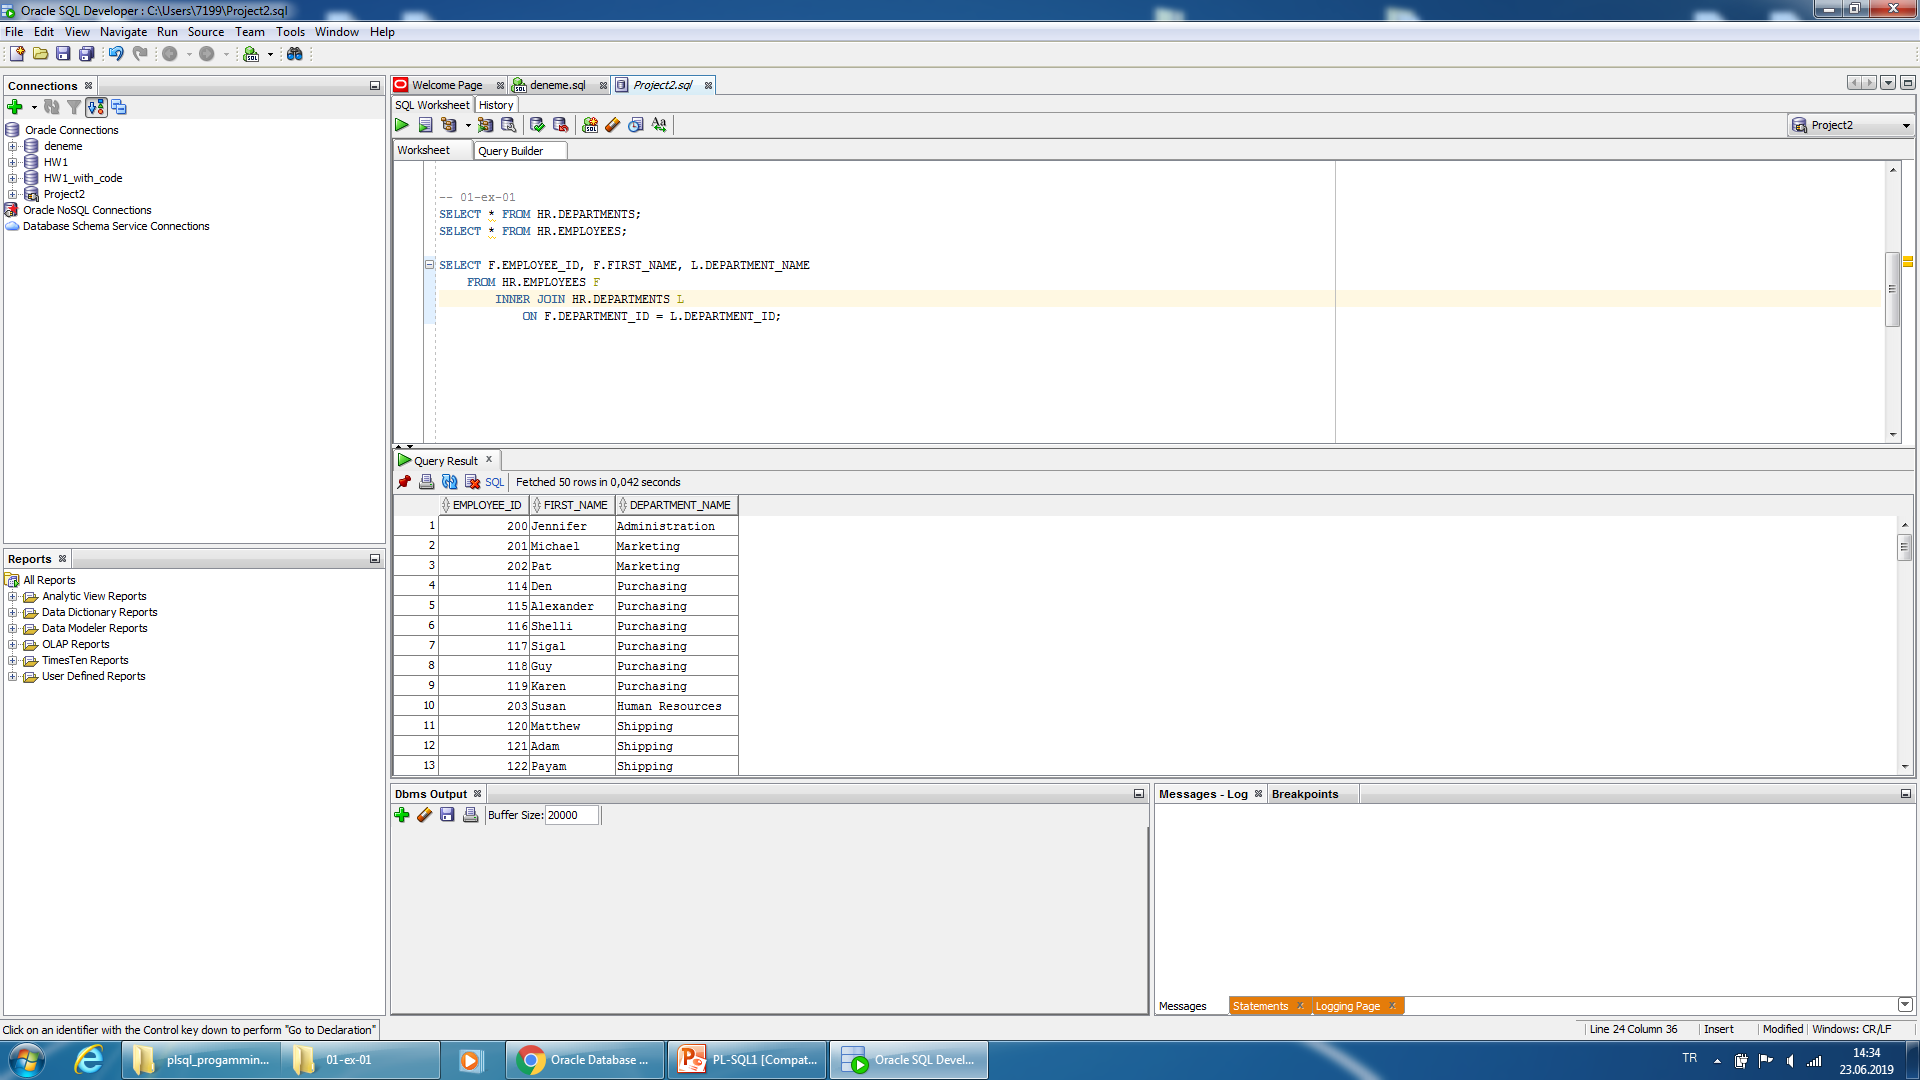 Oracle SQL Developer : C:\Users\7199\Project2.sql
File Edit View Navigate Run Source Team Tools Window Help
Connections
Oracle Connections
deneme
HW1
HW1_with_code
Project2
Oracle NoSQL Connections
Database Schema Service Connections
Reports
All Reports
Analytic View Reports
Data Dictionary Reports
Data Modeler Reports
OLAP Reports
TimesTen Reports
User Defined Reports
Welcome Page deneme.sql Project2.sql
SQL Worksheet History
Project2
Worksheet Query Builder
-- 01-ex-01
SELECT * FROM HR.DEPARTMENTS;
SELECT * FROM HR.EMPLOYEES;
SELECT F.EMPLOYEE_ID, F.FIRST_NAME, L.DEPARTMENT_NAME
FROM HR.EMPLOYEES F
INNER JOIN HR.DEPARTMENTS L
ON F.DEPARTMENT_ID = L.DEPARTMENT_ID;
Query Result
SQL Fetched 50 rows in 0,042 seconds
EMPLOYEE_ID FIRST_NAME DEPARTMENT_NAME
1 200 Jennifer Administration
2 201 Michael Marketing
3 202 Pat Marketing
4 114 Den Purchasing
5 115 Alexander Purchasing
6 116 Shelli Purchasing
7 117 Sigal Purchasing
8 118 Guy Purchasing
9 119 Karen Purchasing
10 203 Susan Human Resources
11 120 Matthew Shipping
12 121 Adam Shipping
13 122 Payam Shipping
Dbms Output
Buffer Size: 20000
Messages - Log Breakpoints
Messages Statements Logging Page
Click on an identifier with the Control key down to perform "Go to Declaration"
Line 24 Column 36 Insert Modified Windows: CR/LF
plsql_progammin... 01-ex-01 Oracle Database ... PL-SQL1 [Compat... Oracle SQL Devel...
TR
14:34
23.06.2019